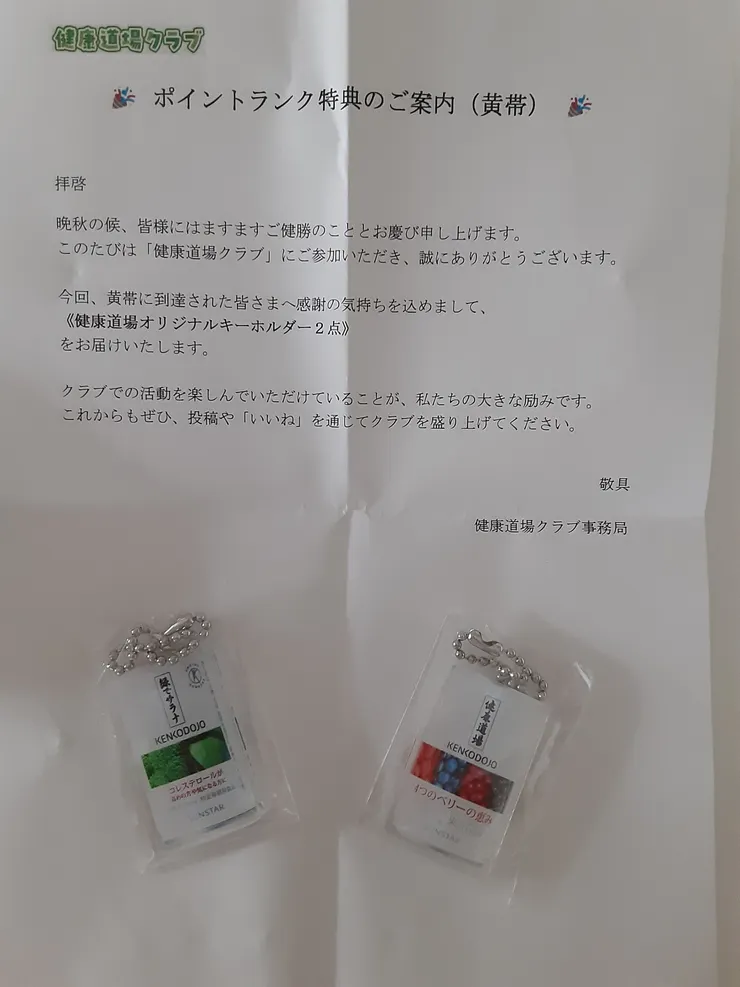 健康道場クラブ
ポイントランク特典のご案内（黄帯）
拝啓
晩秋の候、皆様にはますますご健勝のこととお慶び申し上げます。
このたびは「健康道場クラブ」にご参加いただき、誠にありがとうございます。
今回、黄帯に到達された皆さまへ感謝の気持ちを込めまして、
《健康道場オリジナルキーホルダー２点》
をお届けいたします。
クラブでの活動を楽しんでいただけていることが、私たちの大きな励みです。
これからもぜひ、投稿や「いいね」を通じてクラブを盛り上げてください。
敬具
健康道場クラブ事務局
緑でサラナ
KENKODOJO
コレステロールが
高めの方や気になる方に
健康道場
KENKODOJO
4つのベリーの恵み